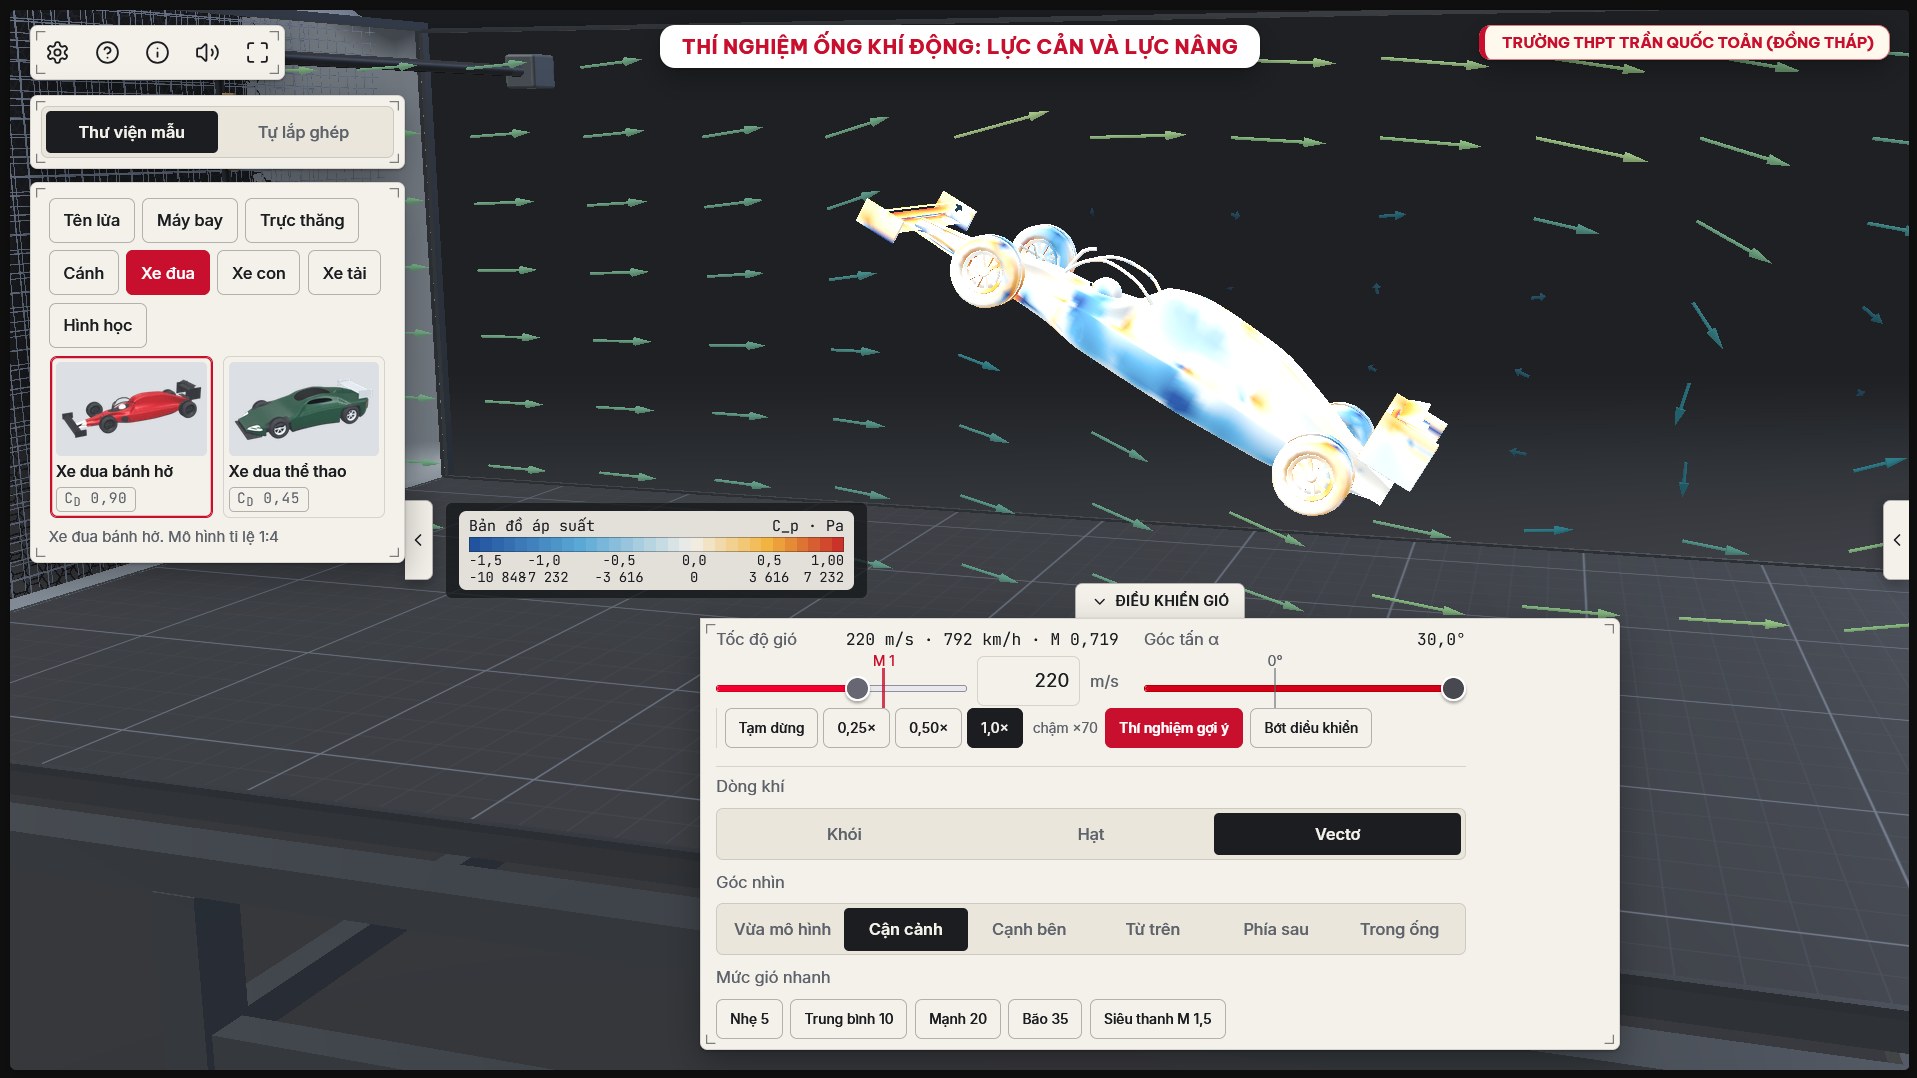 THÍ NGHIỆM ỐNG KHÍ ĐỘNG: LỰC CẢN VÀ LỰC NÂNG
TRƯỜNG THPT TRẦN QUỐC TOẢN (ĐỒNG THÁP)
Thư viện mẫu
Tự lắp ghép
Tên lửa
Máy bay
Trực thăng
Cánh
Xe đua
Xe con
Xe tải
Hình học
Xe đua bánh hở
C_D 0,90
Xe đua thể thao
C_D 0,45
Xe đua bánh hở. Mô hình tỉ lệ 1:4
Bản đồ áp suất C_p · Pa
-1,5 -1,0 -0,5 0,0 0,5 1,00
-10 848 -7 232 -3 616 0 3 616 7 232
ĐIỀU KHIỂN GIÓ
Tốc độ gió 220 m/s · 792 km/h · M 0,719
M 1
220 m/s
Góc tấn α 30,0°
0°
Tạm dừng
0,25×
0,50×
1,0×
chậm ×70
Thí nghiệm gợi ý
Bớt điều khiển
Dòng khí
Khói
Hạt
Vectơ
Góc nhìn
Vừa mô hình
Cận cảnh
Cạnh bên
Từ trên
Phía sau
Trong ống
Mức gió nhanh
Nhẹ 5
Trung bình 10
Mạnh 20
Bão 35
Siêu thanh M 1,5